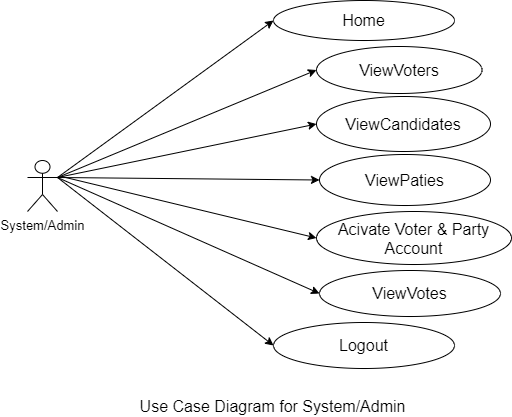 Home
ViewVoters
ViewCandidates
ViewPaties
System/Admin
Acivate Voter & Party
Account
ViewVotes
Logout
Use Case Diagram for System/Admin